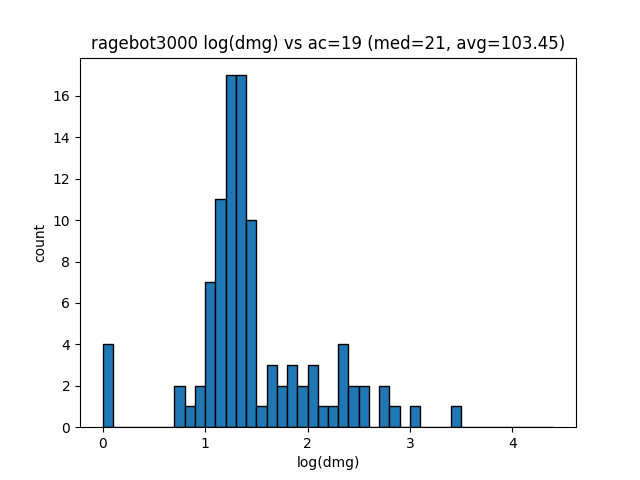 ragebot3000 log(dmg) vs ac=19 (med=21, avg=103.45)
16
14
12
10
8
6
4
2
0
count
0 1 2 3 4
log(dmg)